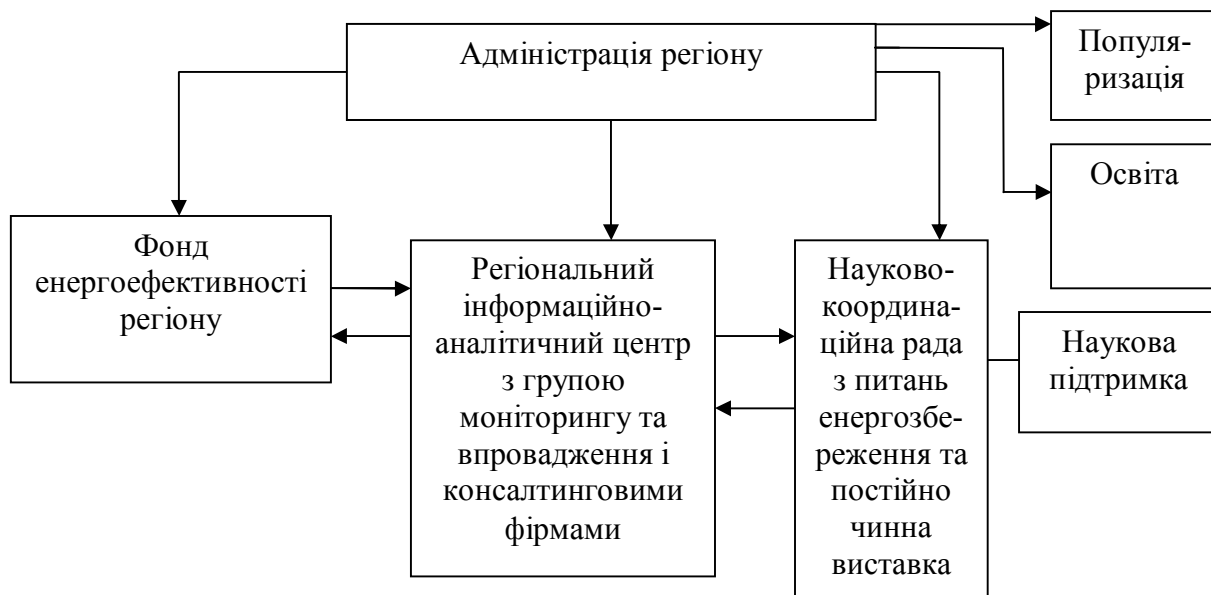 Адміністрація регіону
Популя-
ризація
Освіта
Фонд
енергоефективності
регіону
Регіональний
інформаційно-
аналітичний центр
з групою
моніторингу та
впровадження і
консалтинговими
фірмами
Науково-
координа-
ційна рада
з питань
енергозбе-
реження та
постійно
чинна
виставка
Наукова
підтримка